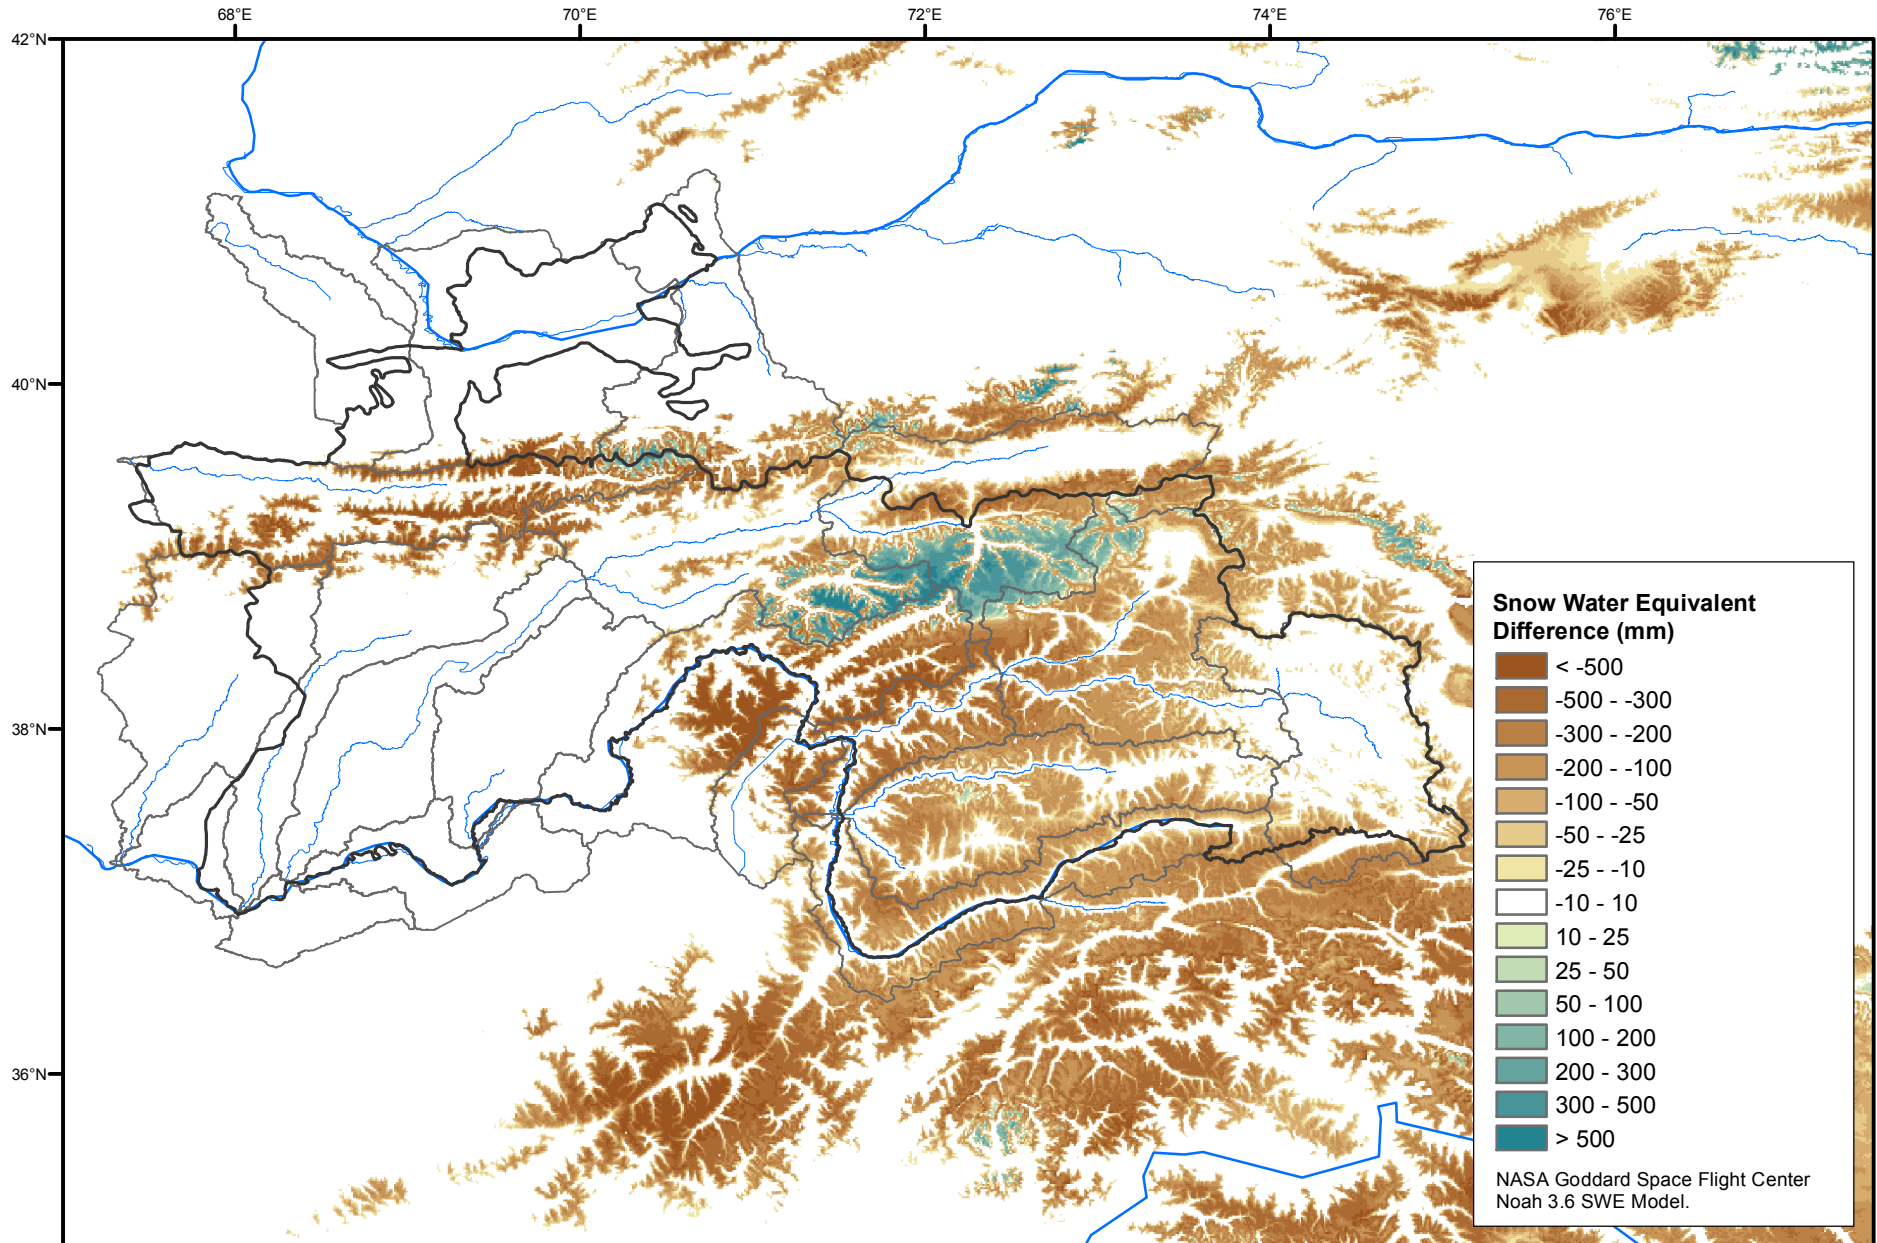 68°E
70°E
72°E
74°E
76°E
42°N
40°N
38°N
36°N
Snow Water Equivalent
Difference (mm)
< -500
-500 - -300
-300 - -200
-200 - -100
-100 - -50
-50 - -25
-25 - -10
-10 - 10
10 - 25
25 - 50
50 - 100
100 - 200
200 - 300
300 - 500
> 500
NASA Goddard Space Flight Center
Noah 3.6 SWE Model.